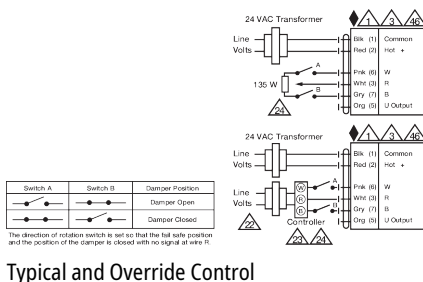 24 VAC Transformer
1 3 46
Line
Volts
Blk (1) Common
Red (2) Hot +
A
135 W
B
Pnk (6) W
Wht (3) R
Gry (7) B
Org (5) U Output
24
24 VAC Transformer
1 3 46
Line
Volts
Blk (1) Common
Red (2) Hot +
Line
Volts
W
R
B
A
B
Pnk (6) W
Wht (3) R
Gry (7) B
Org (5) U Output
22
Controller
23 24
Switch A Switch B Damper Position
Damper Open
Damper Closed
The direction of rotation switch is set so that the fail safe position
and the position of the damper is closed with no signal at wire R.
Typical and Override Control